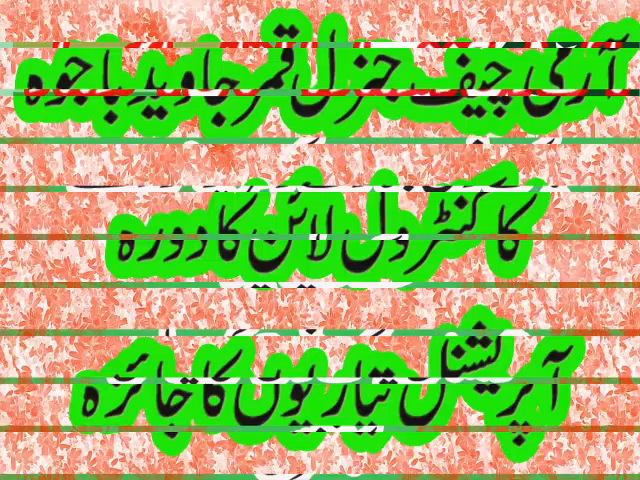 آرمی چیف جنرل قمر جاوید باجوہ
کا کنٹرول لائن کا دورہ
آپریشنل تیاریوں کا جائزہ